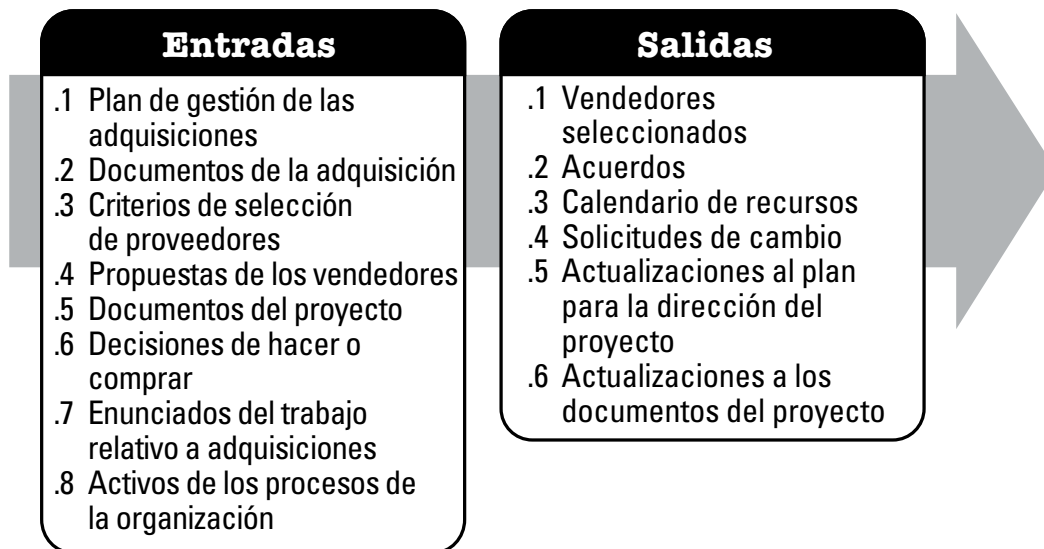 Entradas
.1 Plan de gestión de las
adquisiciones
.2 Documentos de la adquisición
.3 Criterios de selección
de proveedores
.4 Propuestas de los vendedores
.5 Documentos del proyecto
.6 Decisiones de hacer o
comprar
.7 Enunciados del trabajo
relativo a adquisiciones
.8 Activos de los procesos de
la organización
Salidas
.1 Vendedores
seleccionados
.2 Acuerdos
.3 Calendario de recursos
.4 Solicitudes de cambio
.5 Actualizaciones al plan
para la dirección del
proyecto
.6 Actualizaciones a los
documentos del proyecto